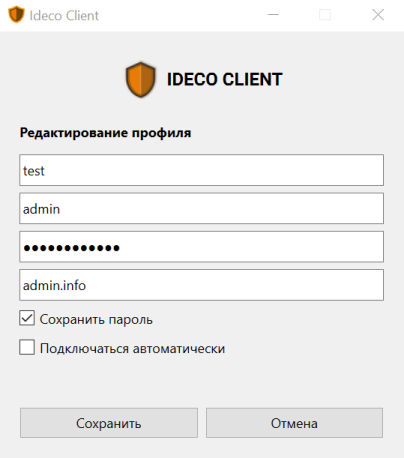 Ideco Client
IDECO CLIENT
Редактирование профиля
test
admin
●●●●●●●●●●●●
admin.info
Сохранить пароль
Подключаться автоматически
Сохранить Отмена